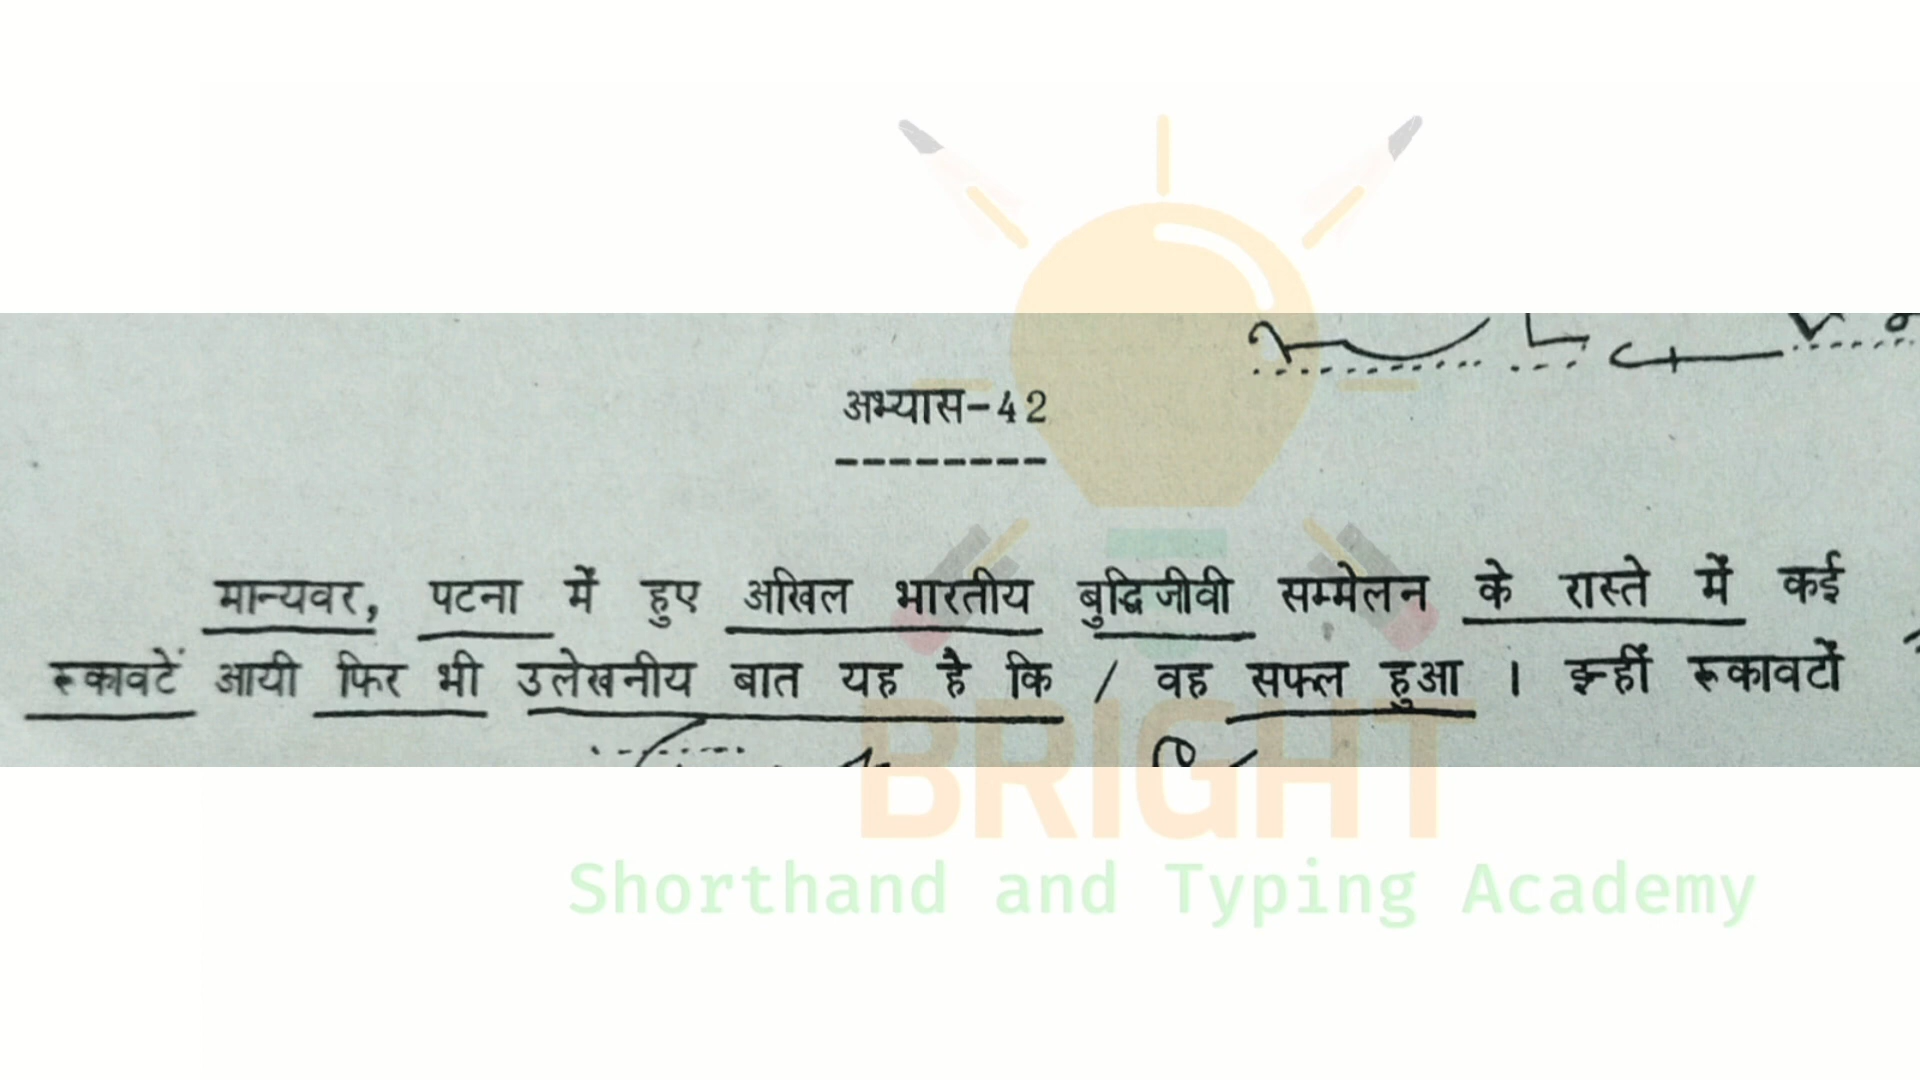 अभ्यास-42
मान्यवर, पटना में हुए अखिल भारतीय बुद्धिजीवी सम्मेलन के रास्ते में कई
रूकावटें आयी फिर भी उलेखनीय बात यह है कि / वह सफल हुआ । इन्हीं रूकावटों
BRIGHT
Shorthand and Typing Academy